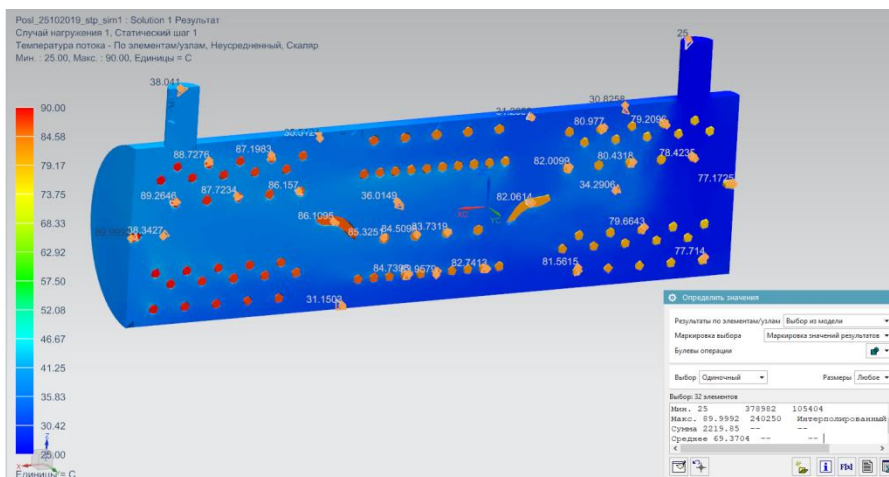 Posl_25102019_stp_sim1 : Solution 1 Результат
Случай нагружения 1, Статический шаг 1
Температура потока - По элементам/узлам, Неусредненный, Скаляр
Мин. : 25.00, Макс. : 90.00, Единицы = C
25
38.041
30.8258
90.00
84.58
79.17
73.75
68.33
62.92
57.50
52.08
46.67
41.25
35.83
30.42
25.00
Единицы = C
80.977
79.2096
88.7276
87.1983
82.0099
80.4318
78.4235
89.2646
87.7234
86.157
36.0149
82.0614
34.2906
77.1725
38.3427
86.1095
85.3251
84.5094
83.7319
79.6643
84.7393
83.9579
82.7413
81.5615
77.714
31.1503
XC
YC
Определить значения
Результаты по элементам/узлам Выбор из модели
Маркировка выбора Маркировка значений результатов
Булевы операции
Выбор Одиночный Размеры Любое
Выбор: 32 элементов
Мин. 25 378982 105404
Макс. 89.9992 240250 Интерполированный
Сумма 2219.85 -- --
Среднее 69.3704 -- --